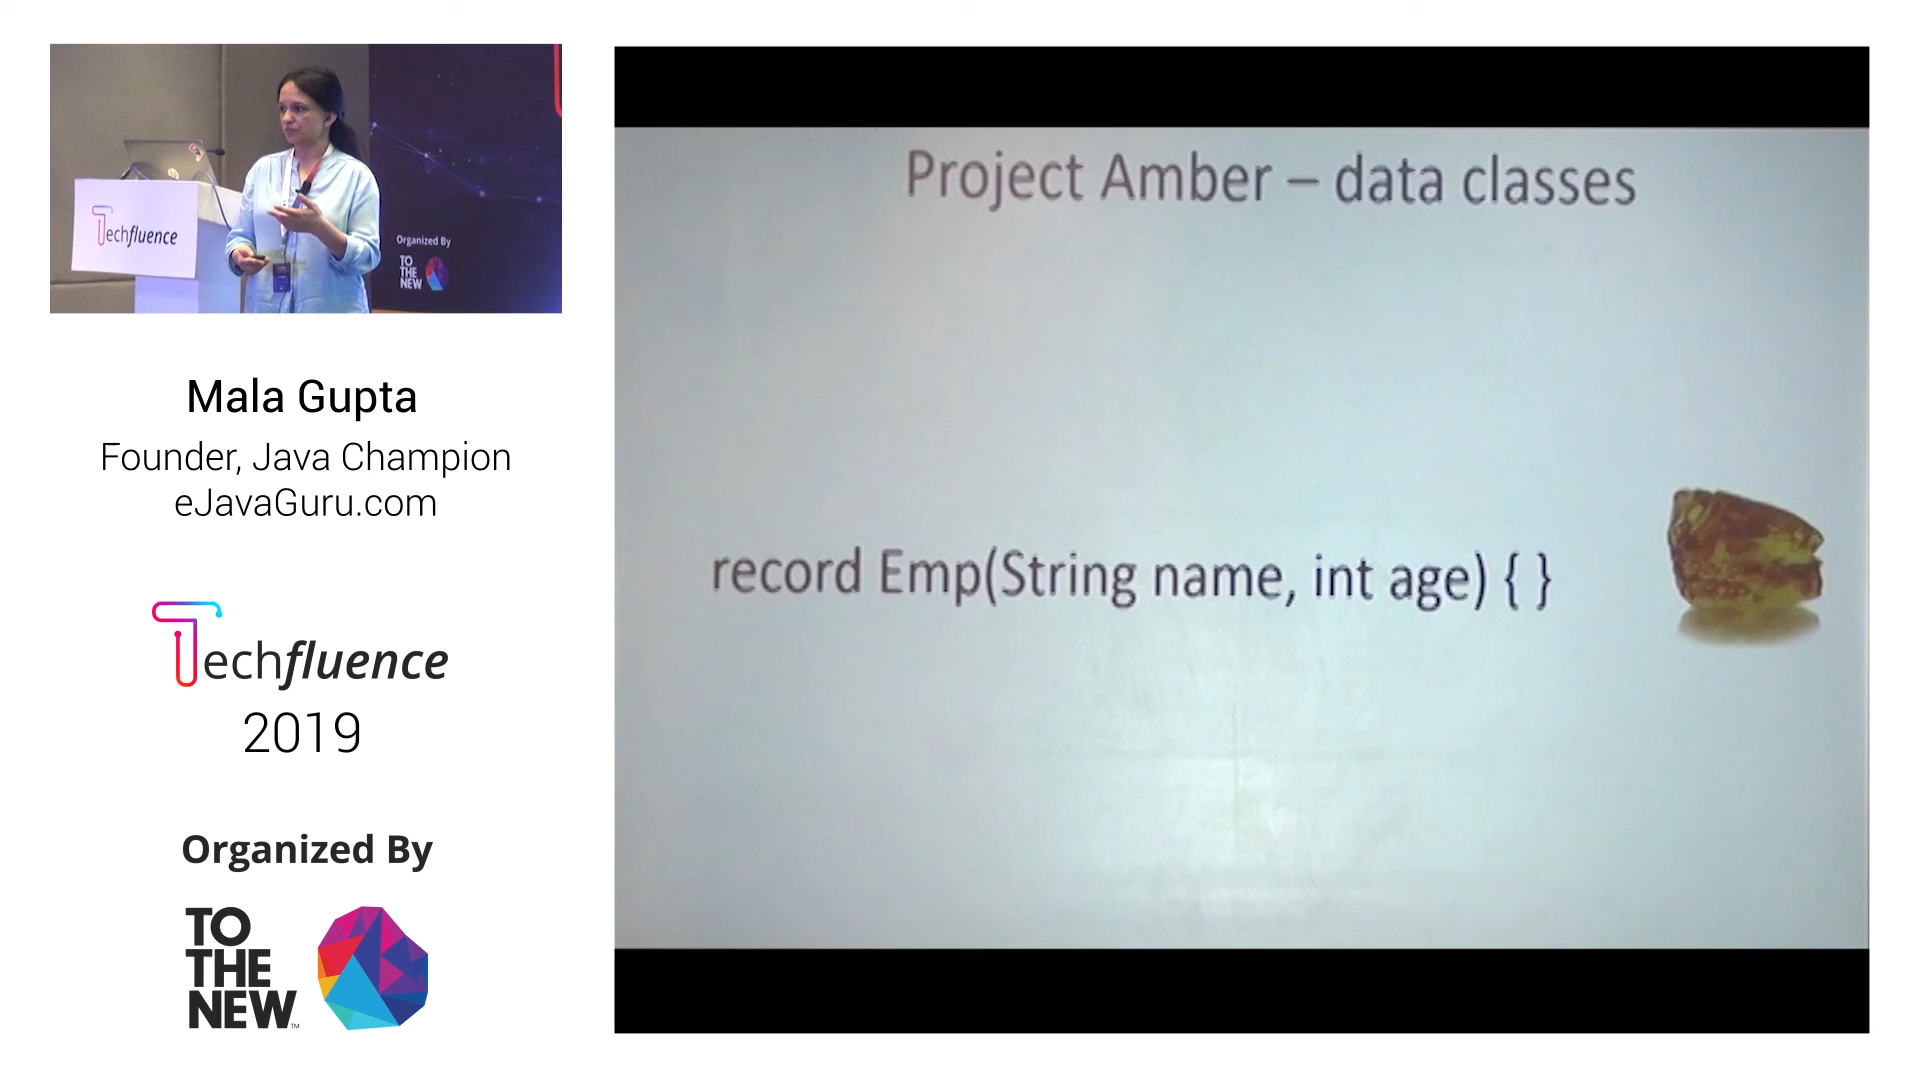 Techfluence
Organized By
TO
THE
NEW
Mala Gupta
Founder, Java Champion
eJavaGuru.com
Techfluence
2019
Organized By
TO
THE
NEW™
Project Amber – data classes
record Emp(String name, int age) { }